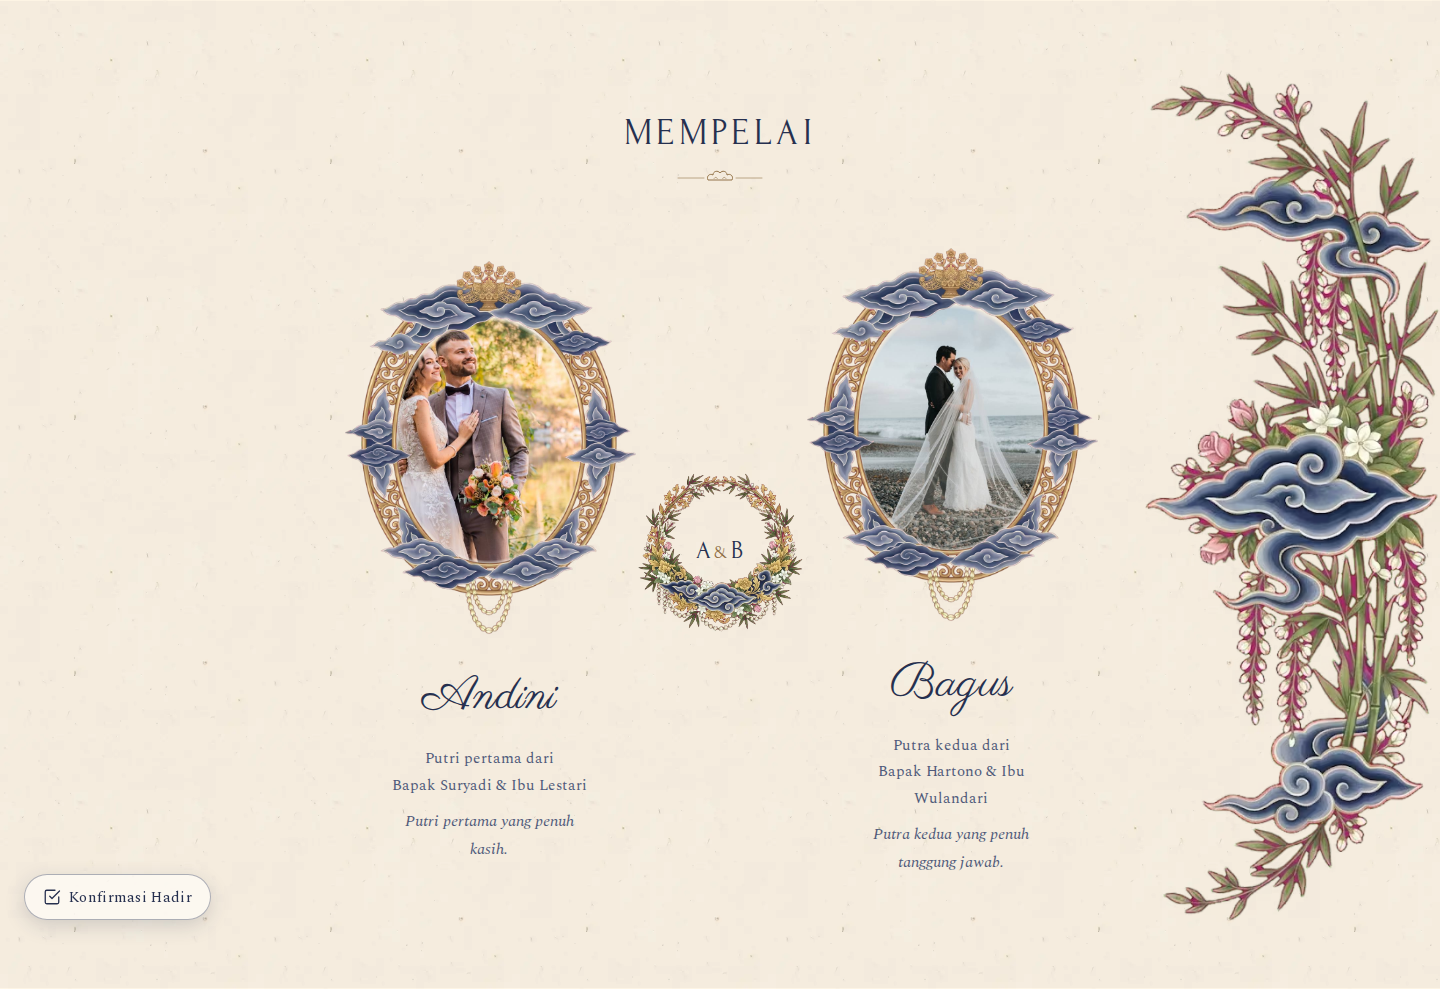 MEMPELAI
A & B
Andini
Putri pertama dari
Bapak Suryadi & Ibu Lestari
Putri pertama yang penuh
kasih.
Bagus
Putra kedua dari
Bapak Hartono & Ibu
Wulandari
Putra kedua yang penuh
tanggung jawab.
Konfirmasi Hadir